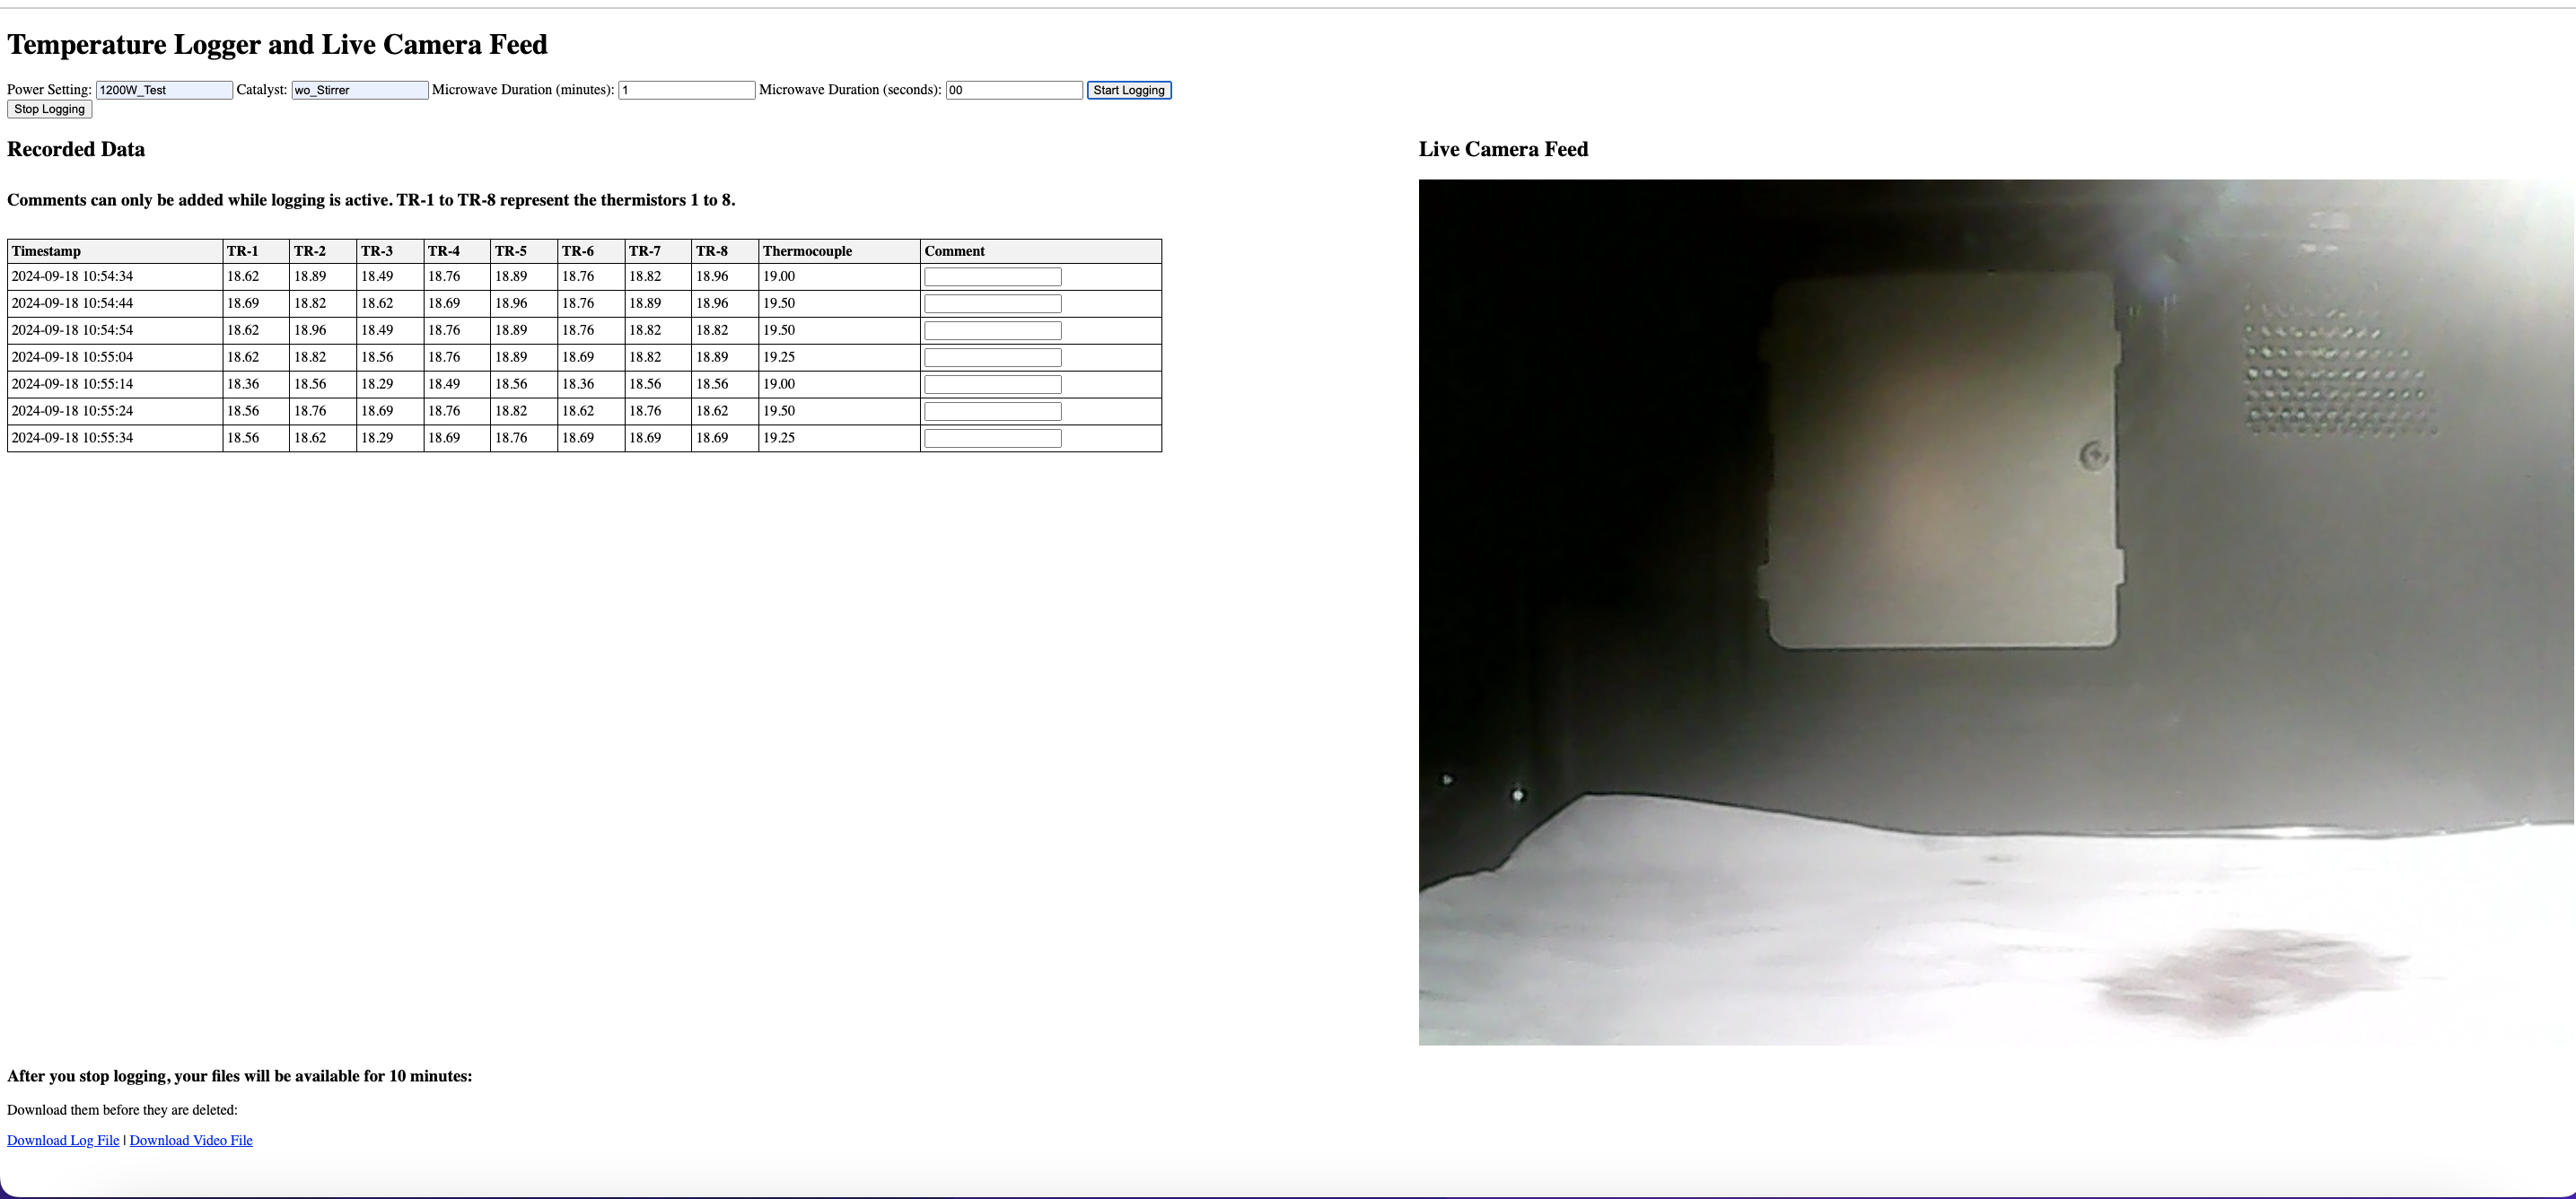 Temperature Logger and Live Camera Feed
Power Setting: 1200W_Test Catalyst: wo_Stirrer Microwave Duration (minutes): 1 Microwave Duration (seconds): 00 Start Logging
Stop Logging
Recorded Data
Live Camera Feed
Comments can only be added while logging is active. TR-1 to TR-8 represent the thermistors 1 to 8.
Timestamp TR-1 TR-2 TR-3 TR-4 TR-5 TR-6 TR-7 TR-8 Thermocouple Comment
2024-09-18 10:54:34 18.62 18.89 18.49 18.76 18.89 18.76 18.82 18.96 19.00
2024-09-18 10:54:44 18.69 18.82 18.62 18.69 18.96 18.76 18.89 18.96 19.50
2024-09-18 10:54:54 18.62 18.96 18.49 18.76 18.89 18.76 18.82 18.82 19.50
2024-09-18 10:55:04 18.62 18.82 18.56 18.76 18.89 18.69 18.82 18.89 19.25
2024-09-18 10:55:14 18.36 18.56 18.29 18.49 18.56 18.36 18.56 18.56 19.00
2024-09-18 10:55:24 18.56 18.76 18.69 18.76 18.82 18.62 18.76 18.62 19.50
2024-09-18 10:55:34 18.56 18.62 18.29 18.69 18.76 18.69 18.69 18.69 19.25
After you stop logging, your files will be available for 10 minutes:
Download them before they are deleted:
Download Log File | Download Video File